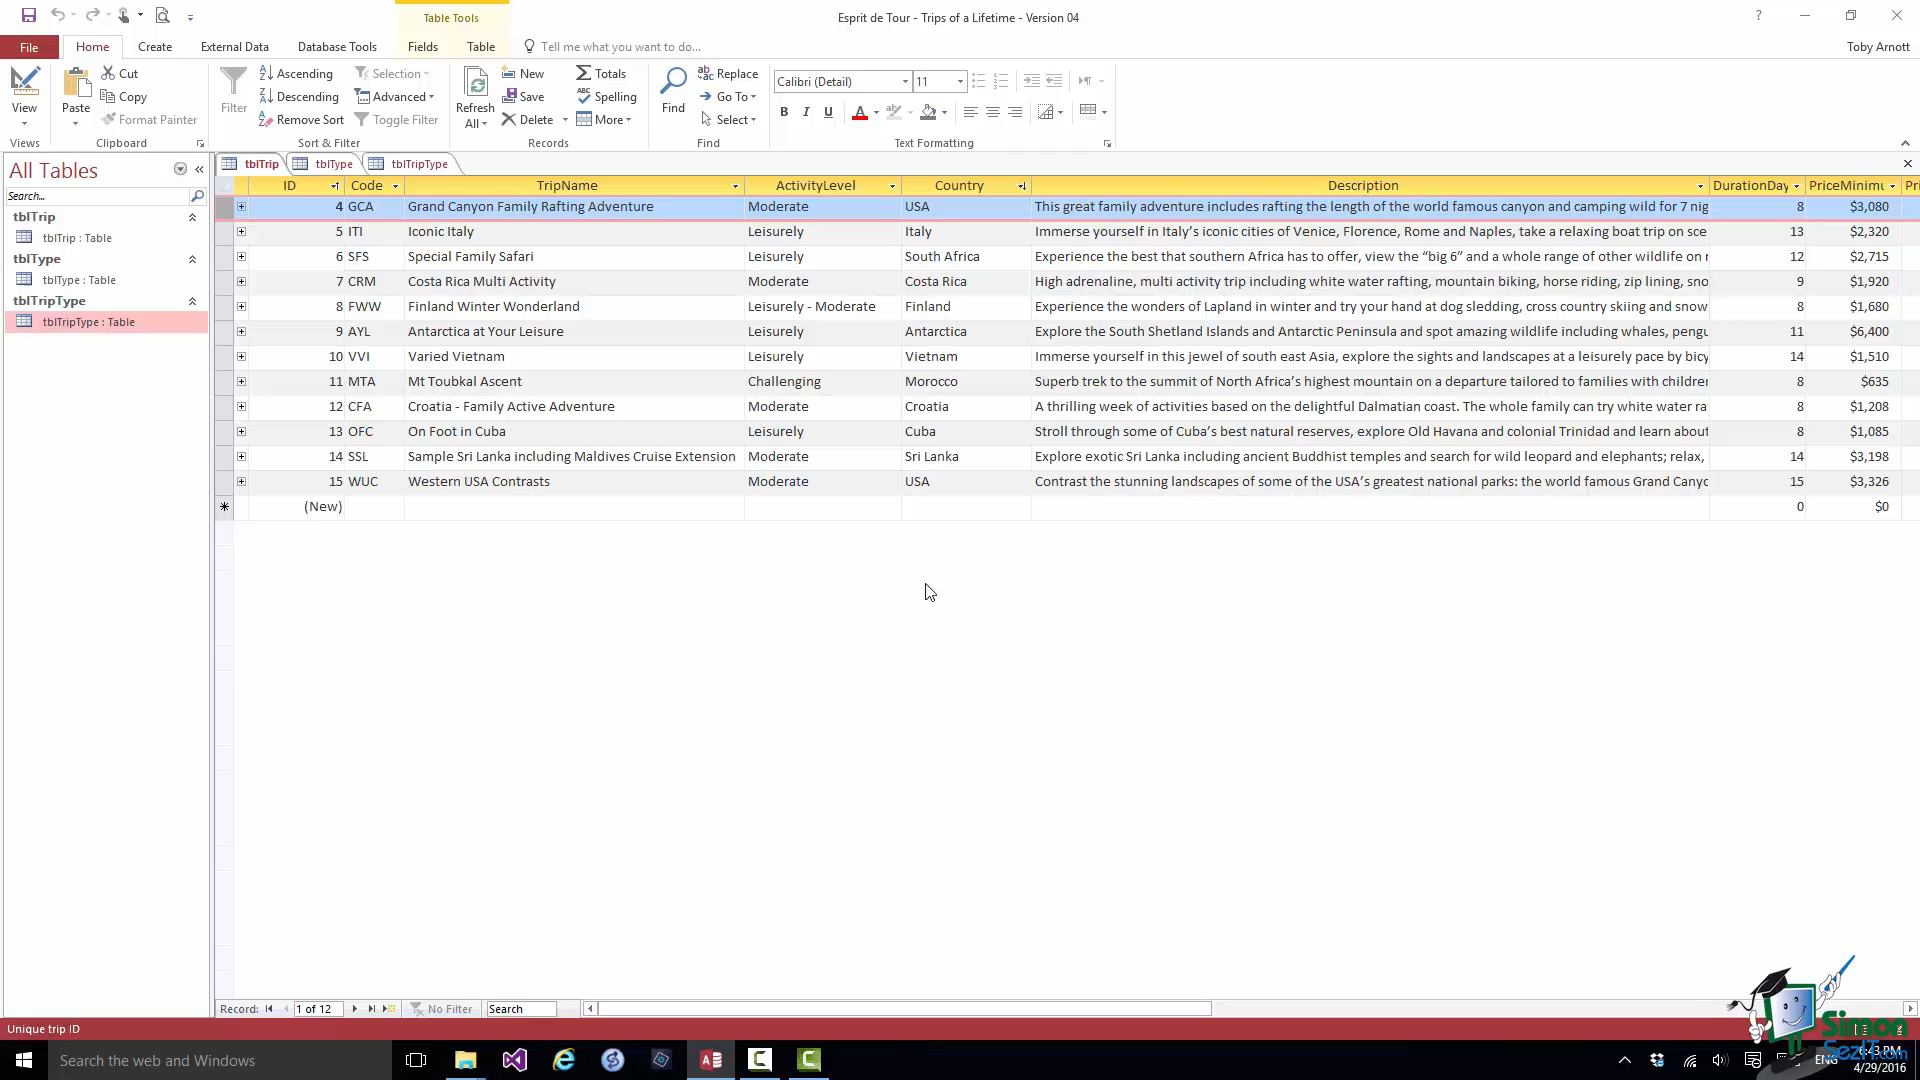 Table Tools
Esprit de Tour - Trips of a Lifetime - Version 04
?
File Home Create External Data Database Tools Fields Table Tell me what you want to do...
Toby Arnott
View
Views
Paste
Cut
Copy
Format Painter
Clipboard
Filter
Ascending
Descending
Remove Sort
Selection
Advanced
Toggle Filter
Sort & Filter
Refresh All
New
Save
Delete
Totals
Spelling
More
Records
Find
Replace
Go To
Select
Find
Calibri (Detail) 11
B I U A
Text Formatting
All Tables
Search...
tblTrip
tblTrip : Table
tblType
tblType : Table
tblTripType
tblTripType : Table
tblTrip tblType tblTripType
ID Code TripName ActivityLevel Country Description DurationDay PriceMinimu Pri
4 GCA Grand Canyon Family Rafting Adventure Moderate USA This great family adventure includes rafting the length of the world famous canyon and camping wild for 7 nig 8 $3,080
5 ITI Iconic Italy Leisurely Italy Immerse yourself in Italy’s iconic cities of Venice, Florence, Rome and Naples, take a relaxing boat trip on sce 13 $2,320
6 SFS Special Family Safari Leisurely South Africa Experience the best that southern Africa has to offer, view the “big 6” and a whole range of other wildlife on r 12 $2,715
7 CRM Costa Rica Multi Activity Moderate Costa Rica High adrenaline, multi activity trip including white water rafting, mountain biking, horse riding, zip lining, sno 9 $1,920
8 FWW Finland Winter Wonderland Leisurely - Moderate Finland Experience the wonders of Lapland in winter and try your hand at dog sledding, cross country skiing and snow 8 $1,680
9 AYL Antarctica at Your Leisure Leisurely Antarctica Explore the South Shetland Islands and Antarctic Peninsula and spot amazing wildlife including whales, pengu 11 $6,400
10 VVI Varied Vietnam Leisurely Vietnam Immerse yourself in this jewel of south east Asia, explore the sights and landscapes at a leisurely pace by bicy 14 $1,510
11 MTA Mt Toubkal Ascent Challenging Morocco Superb trek to the summit of North Africa’s highest mountain on a departure tailored to families with children 8 $635
12 CFA Croatia - Family Active Adventure Moderate Croatia A thrilling week of activities based on the delightful Dalmatian coast. The whole family can try white water ra 8 $1,208
13 OFC On Foot in Cuba Leisurely Cuba Stroll through some of Cuba’s best natural reserves, explore Old Havana and colonial Trinidad and learn about 8 $1,085
14 SSL Sample Sri Lanka including Maldives Cruise Extension Moderate Sri Lanka Explore exotic Sri Lanka including ancient Buddhist temples and search for wild leopard and elephants; relax, 14 $3,198
15 WUC Western USA Contrasts Moderate USA Contrast the stunning landscapes of some of the USA’s greatest national parks: the world famous Grand Canyo 15 $3,326
(New) 0 $0
Record: 1 of 12 No Filter Search
Unique trip ID
Simon SezIT.com
Search the web and Windows
ENG
4/29/2016